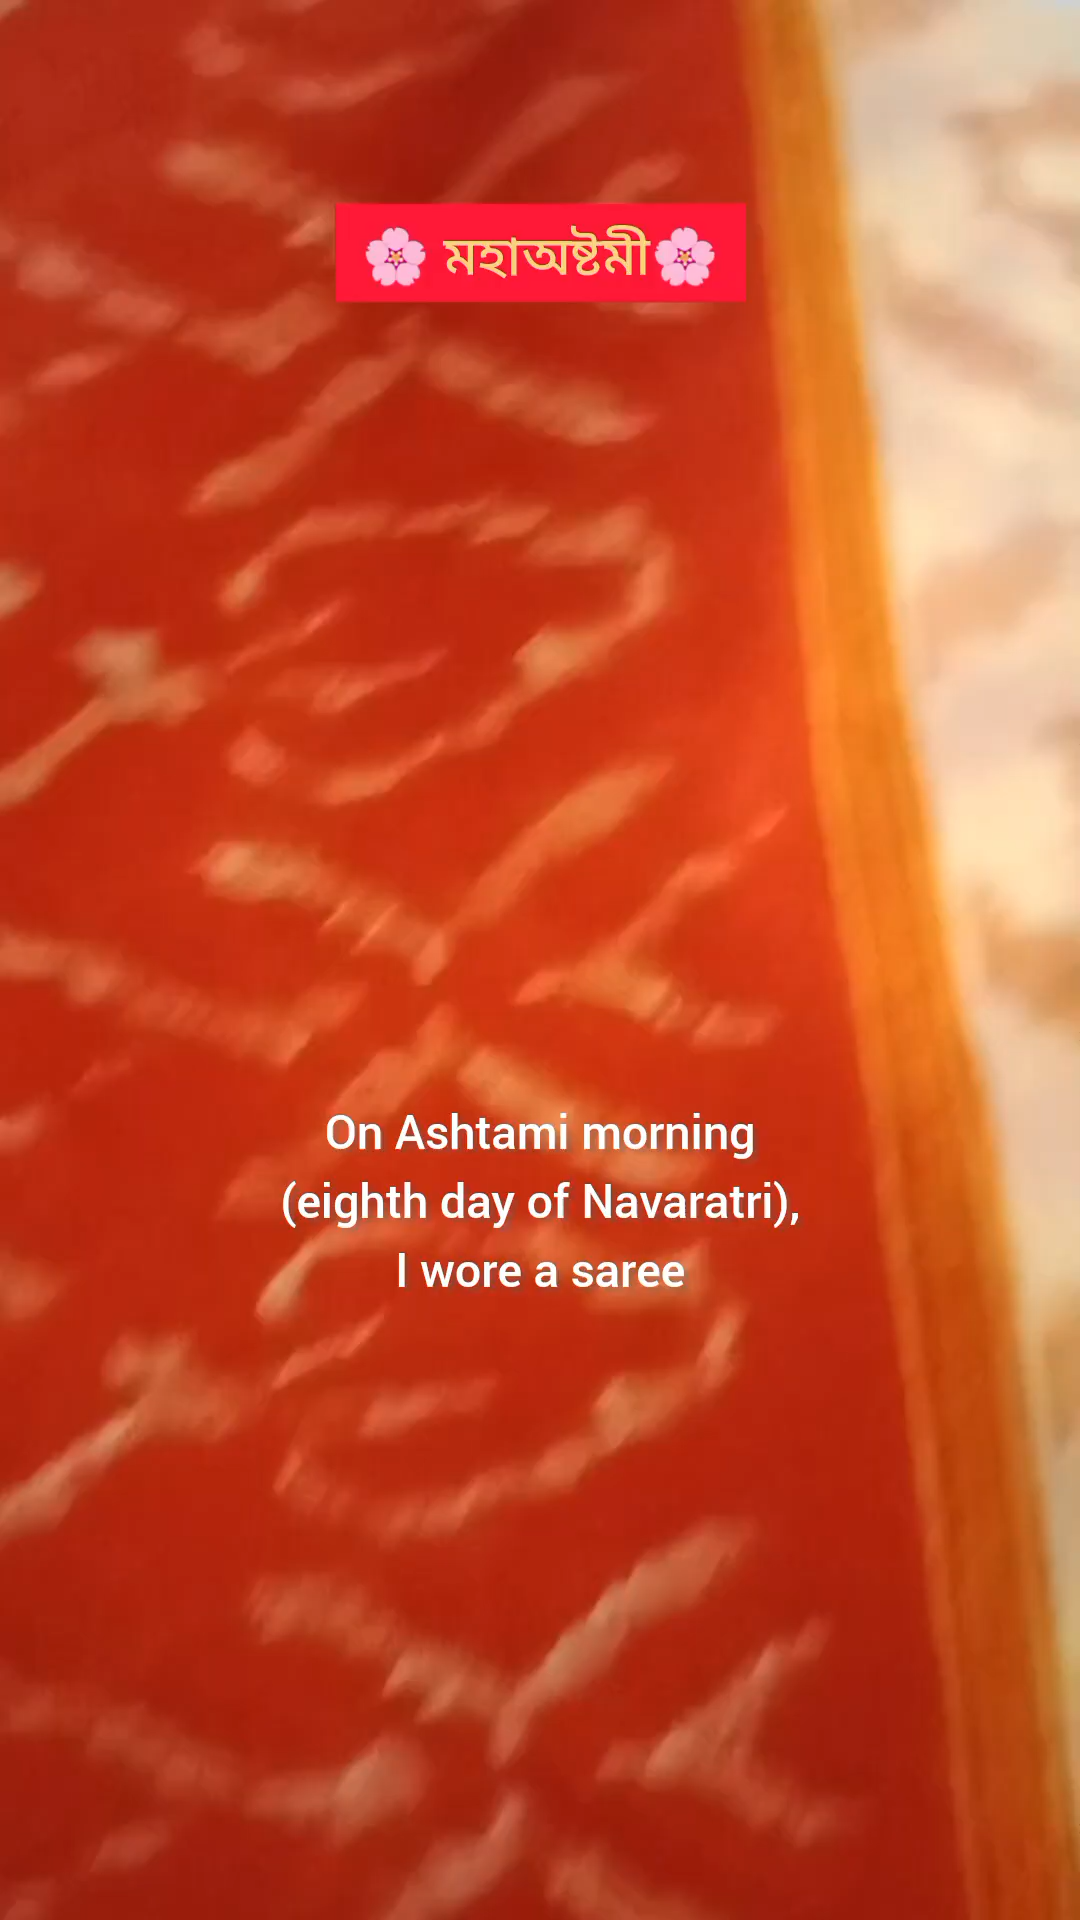 🌸 মহাঅষ্টমী🌸
On Ashtami morning
(eighth day of Navaratri),
I wore a saree